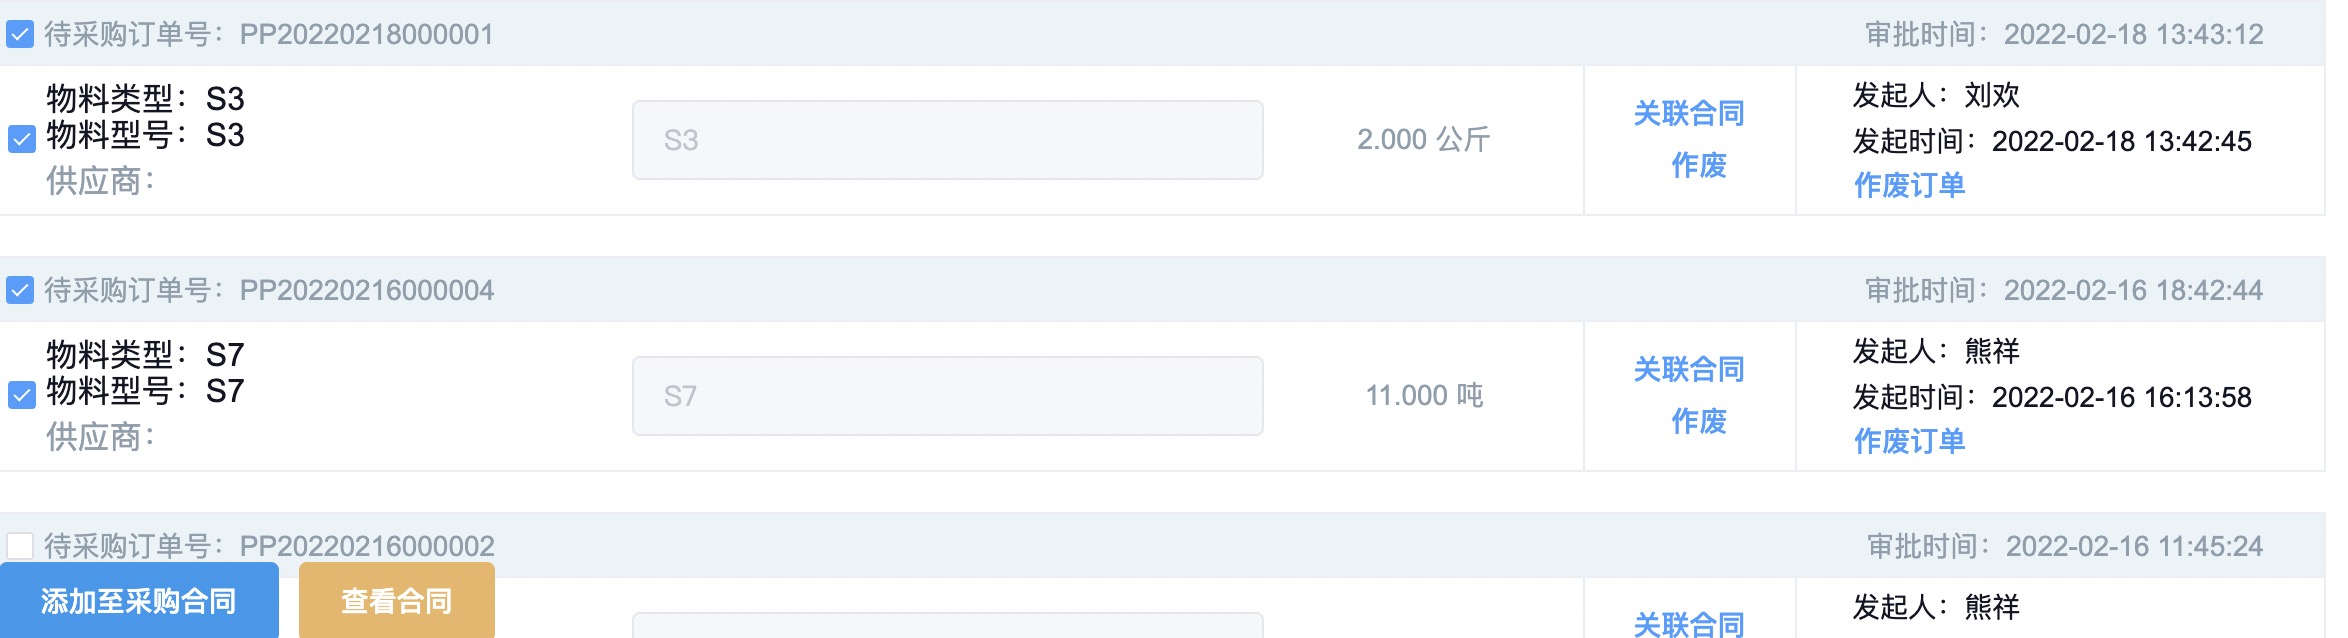 待采购订单号：PP20220218000001 审批时间：2022-02-18 13:43:12
物料类型：S3
物料型号：S3
供应商：
S3
2.000 公斤
关联合同
作废
发起人：刘欢
发起时间：2022-02-18 13:42:45
作废订单
待采购订单号：PP20220216000004 审批时间：2022-02-16 18:42:44
物料类型：S7
物料型号：S7
供应商：
S7
11.000 吨
关联合同
作废
发起人：熊祥
发起时间：2022-02-16 16:13:58
作废订单
待采购订单号：PP20220216000002 审批时间：2022-02-16 11:45:24
添加至采购合同 查看合同
关联合同
发起人：熊祥